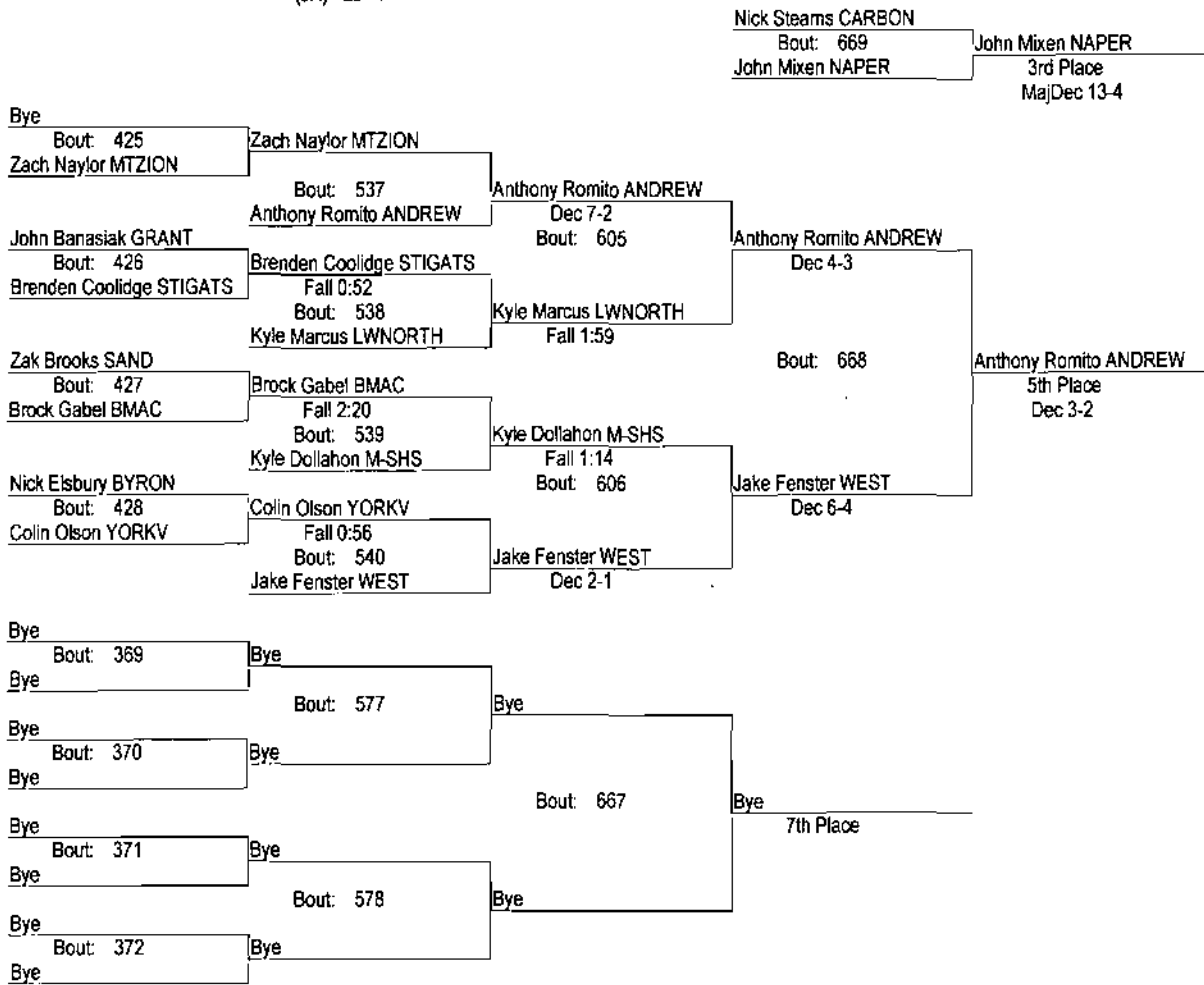 Nick Stearns CARBON
Bout: 669
John Mixen NAPER
John Mixen NAPER
3rd Place
MajDec 13-4
Bye
Bout: 425
Zach Naylor MTZION
Zach Naylor MTZION
Bout: 537
Anthony Romito ANDREW
Anthony Romito ANDREW
Dec 7-2
Bout: 605
John Banasiak GRANT
Bout: 426
Brenden Coolidge STIGATS
Brenden Coolidge STIGATS
Fall 0:52
Bout: 538
Kyle Marcus LWNORTH
Kyle Marcus LWNORTH
Fall 1:59
Anthony Romito ANDREW
Dec 4-3
Zak Brooks SAND
Bout: 427
Brock Gabel BMAC
Brock Gabel BMAC
Fall 2:20
Bout: 539
Kyle Dollahon M-SHS
Kyle Dollahon M-SHS
Fall 1:14
Bout: 606
Bout: 668
Anthony Romito ANDREW
5th Place
Dec 3-2
Nick Elsbury BYRON
Bout: 428
Colin Olson YORKV
Colin Olson YORKV
Fall 0:56
Bout: 540
Jake Fenster WEST
Jake Fenster WEST
Dec 2-1
Jake Fenster WEST
Dec 6-4
Bye
Bout: 369
Bye
Bye
Bout: 577
Bye
Bye
Bout: 370
Bye
Bye
Bout: 667
Bye
7th Place
Bye
Bout: 371
Bye
Bye
Bout: 578
Bye
Bye
Bout: 372
Bye
Bye